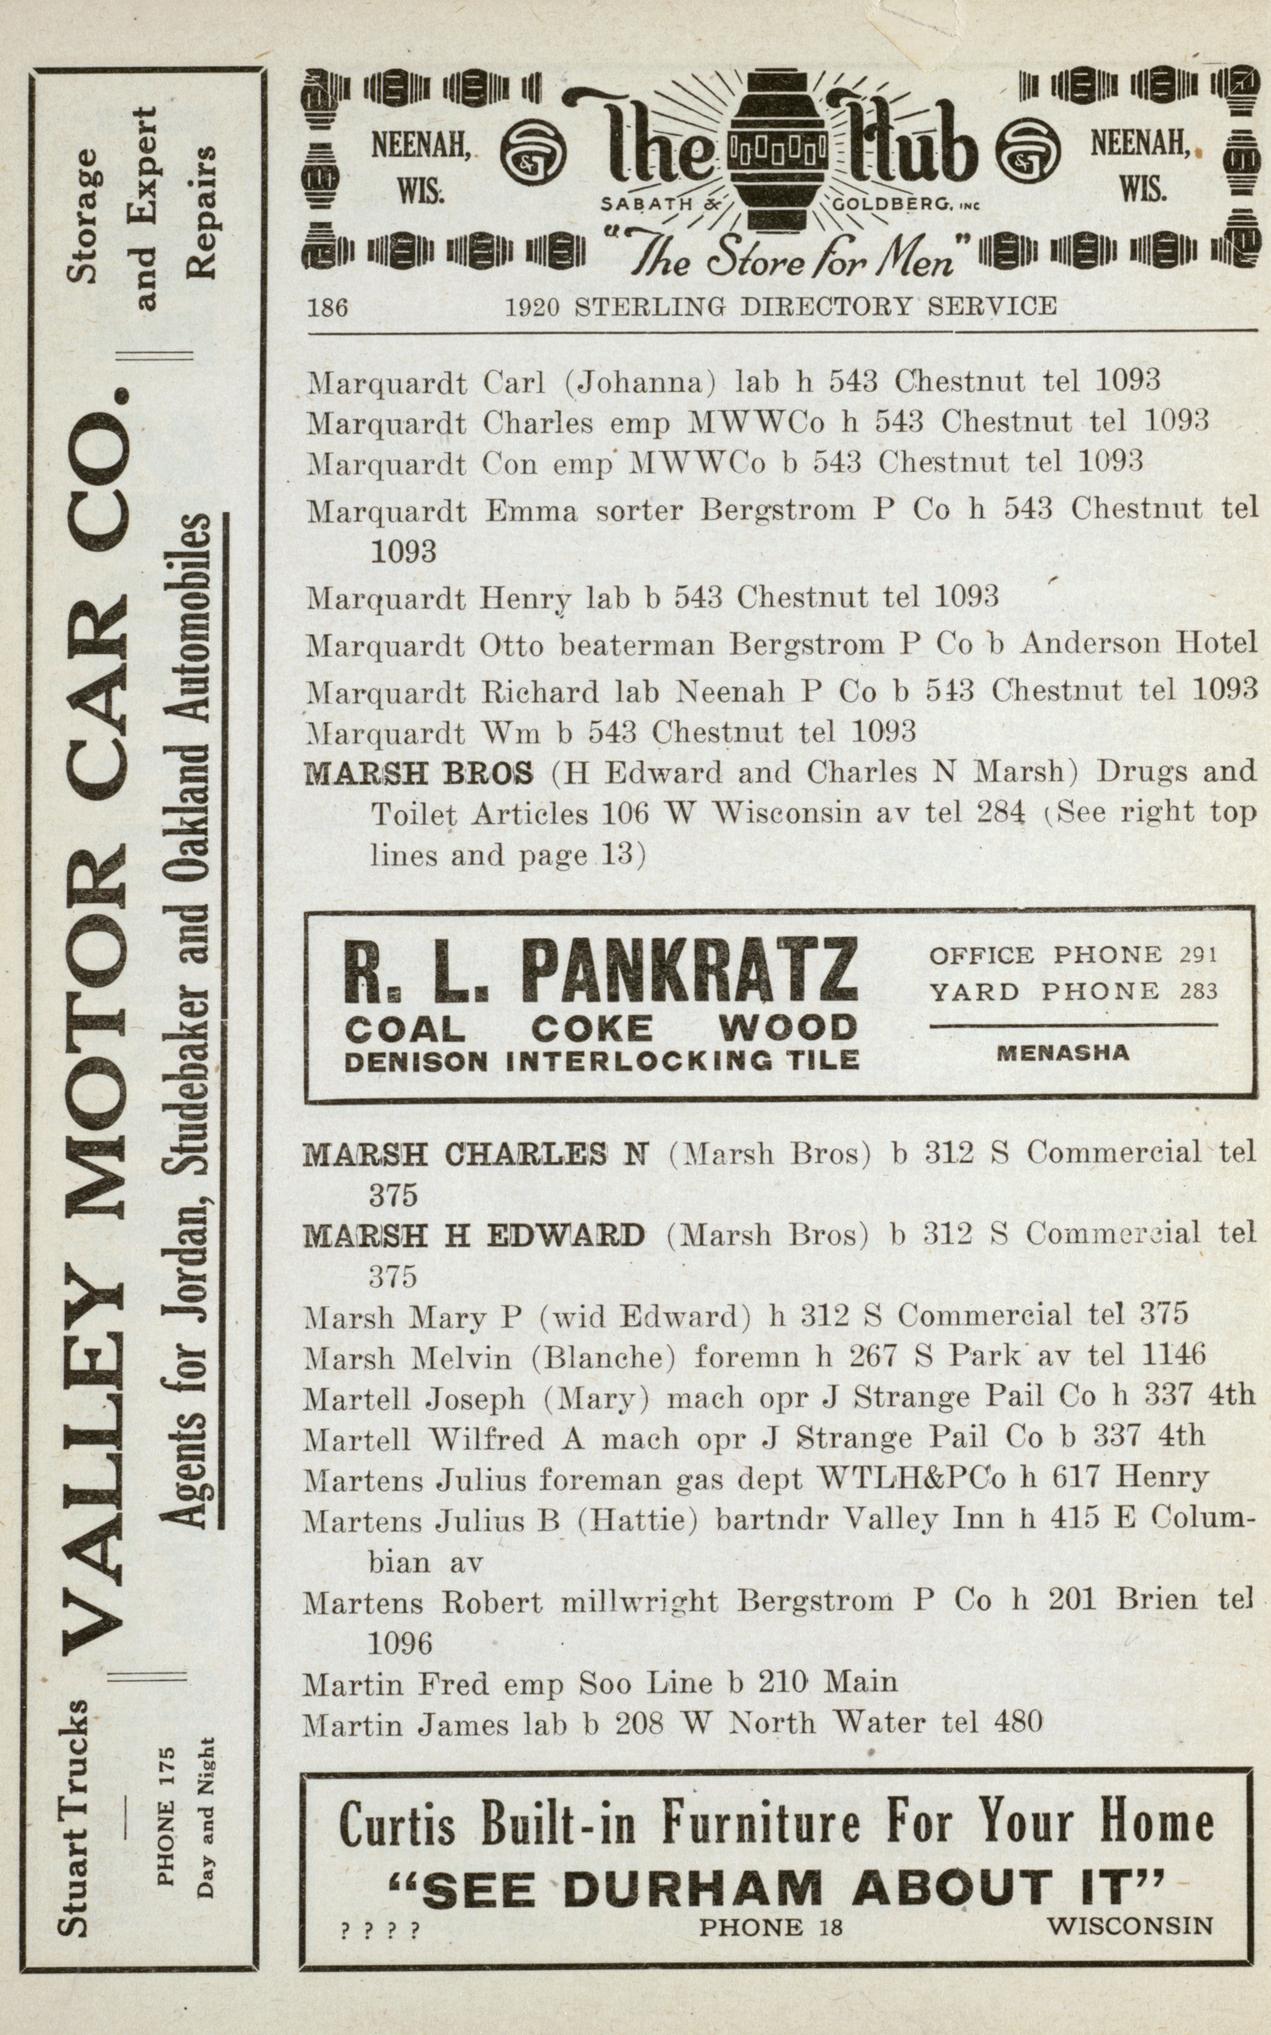 Storage
and Expert
Repairs
VALLEY MOTOR CAR CO.
Agents for Jordan, Studebaker and Oakland Automobiles
Stuart Trucks
PHONE 175
Day and Night
NEENAH,
WIS.
The Hub
SABATH & GOLDBERG, INC
"The Store for Men"
NEENAH,
WIS.
186 1920 STERLING DIRECTORY SERVICE
Marquardt Carl (Johanna) lab h 543 Chestnut tel 1093
Marquardt Charles emp MWWCo h 543 Chestnut tel 1093
Marquardt Con emp MWWCo b 543 Chestnut tel 1093
Marquardt Emma sorter Bergstrom P Co h 543 Chestnut tel
1093
Marquardt Henry lab b 543 Chestnut tel 1093
Marquardt Otto beaterman Bergstrom P Co b Anderson Hotel
Marquardt Richard lab Neenah P Co b 543 Chestnut tel 1093
Marquardt Wm b 543 Chestnut tel 1093
MARSH BROS (H Edward and Charles N Marsh) Drugs and
Toilet Articles 106 W Wisconsin av tel 284 (See right top
lines and page 13)
R. L. PANKRATZ
COAL COKE WOOD
DENISON INTERLOCKING TILE
OFFICE PHONE 291
YARD PHONE 283
MENASHA
MARSH CHARLES N (Marsh Bros) b 312 S Commercial tel
375
MARSH H EDWARD (Marsh Bros) b 312 S Commercial tel
375
Marsh Mary P (wid Edward) h 312 S Commercial tel 375
Marsh Melvin (Blanche) foremn h 267 S Park av tel 1146
Martell Joseph (Mary) mach opr J Strange Pail Co h 337 4th
Martell Wilfred A mach opr J Strange Pail Co b 337 4th
Martens Julius foreman gas dept WTLH&PCo h 617 Henry
Martens Julius B (Hattie) bartndr Valley Inn h 415 E Colum-
bian av
Martens Robert millwright Bergstrom P Co h 201 Brien tel
1096
Martin Fred emp Soo Line b 210 Main
Martin James lab b 208 W North Water tel 480
Curtis Built-in Furniture For Your Home
"SEE DURHAM ABOUT IT"
? ? ? ? PHONE 18 WISCONSIN